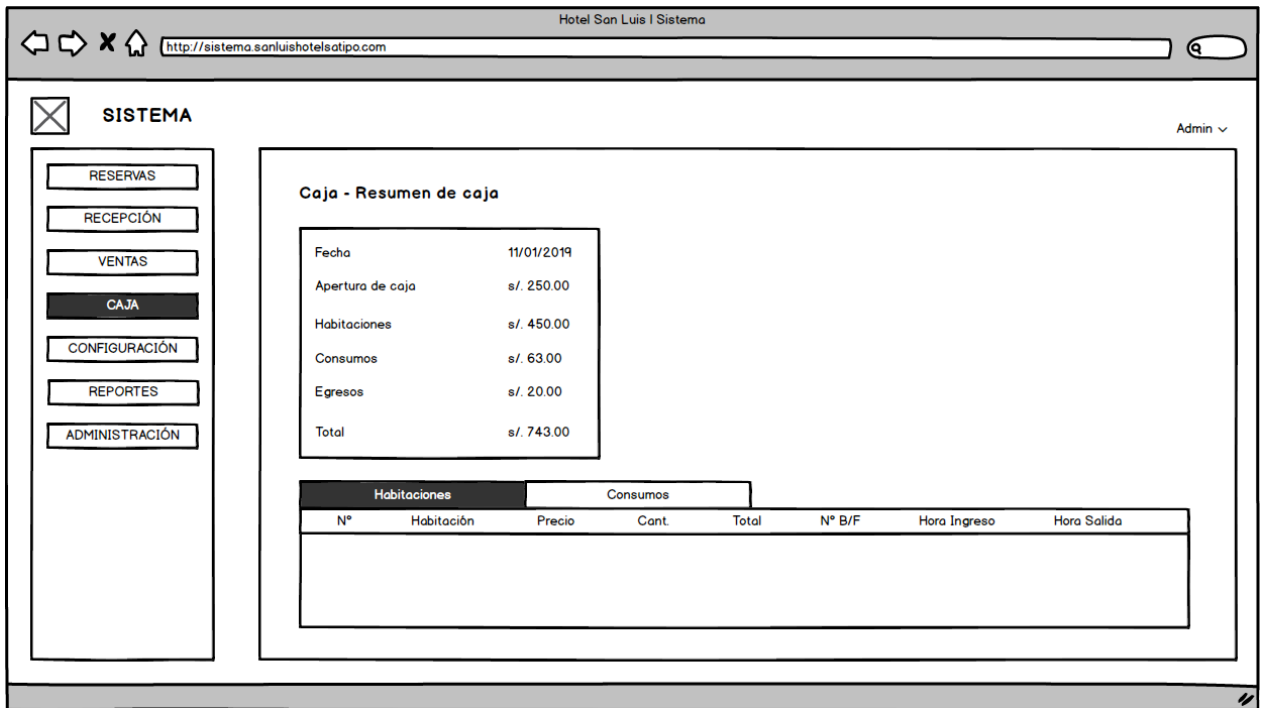 Hotel San Luis I Sistema
http://sistema.sanluishotelsatipo.com
SISTEMA
Admin
RESERVAS
RECEPCIÓN
VENTAS
CAJA
CONFIGURACIÓN
REPORTES
ADMINISTRACIÓN
Caja - Resumen de caja
Fecha 11/01/2019
Apertura de caja s/. 250.00
Habitaciones s/. 450.00
Consumos s/. 63.00
Egresos s/. 20.00
Total s/. 743.00
Habitaciones Consumos
N° Habitación Precio Cant. Total N° B/F Hora Ingreso Hora Salida